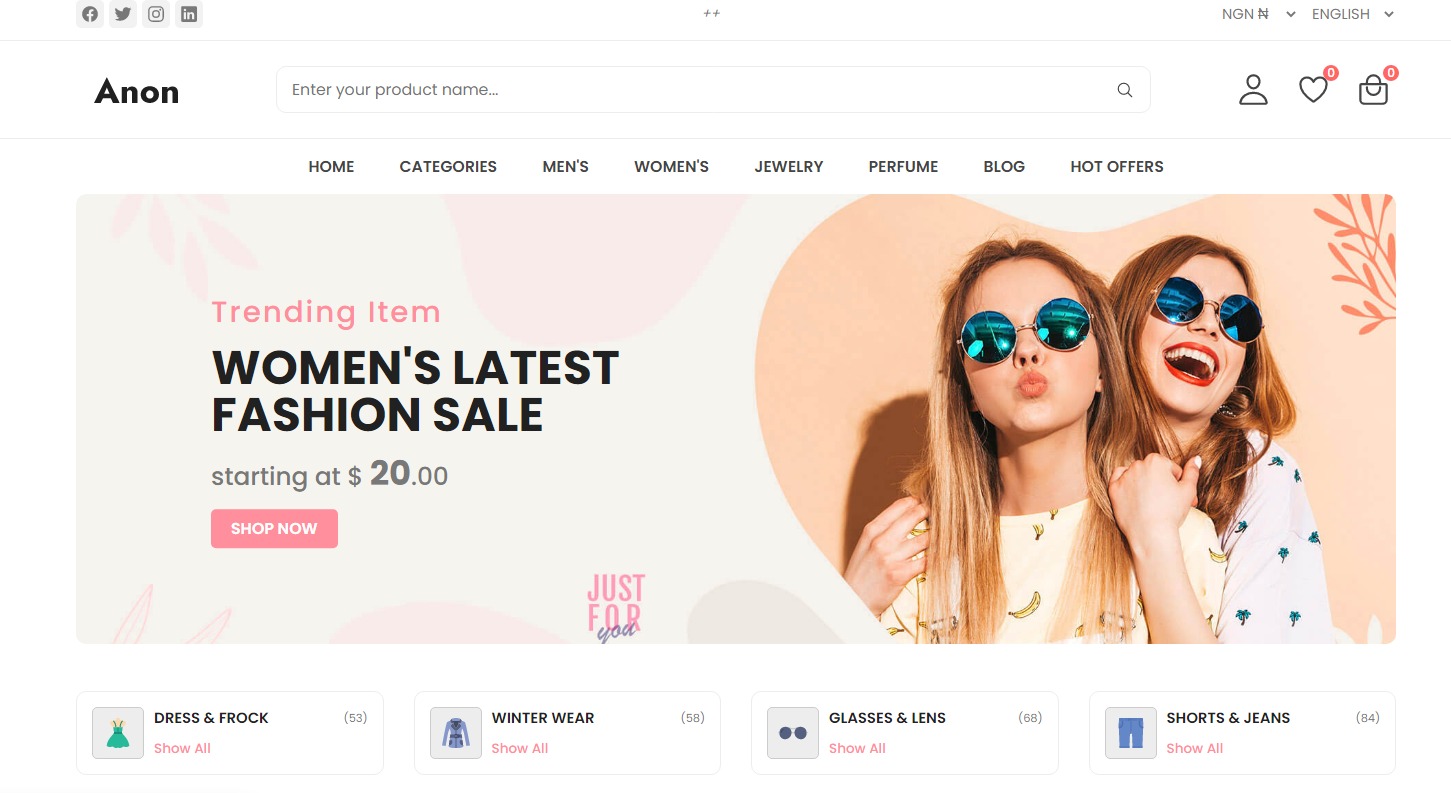 ++
NGN ₦
ENGLISH
Anon
Enter your product name...
0
0
HOME CATEGORIES MEN'S WOMEN'S JEWELRY PERFUME BLOG HOT OFFERS
Trending Item
WOMEN'S LATEST
FASHION SALE
starting at $ 20.00
SHOP NOW
JUST
FOR
you
DRESS & FROCK (53)
Show All
WINTER WEAR (58)
Show All
GLASSES & LENS (68)
Show All
SHORTS & JEANS (84)
Show All